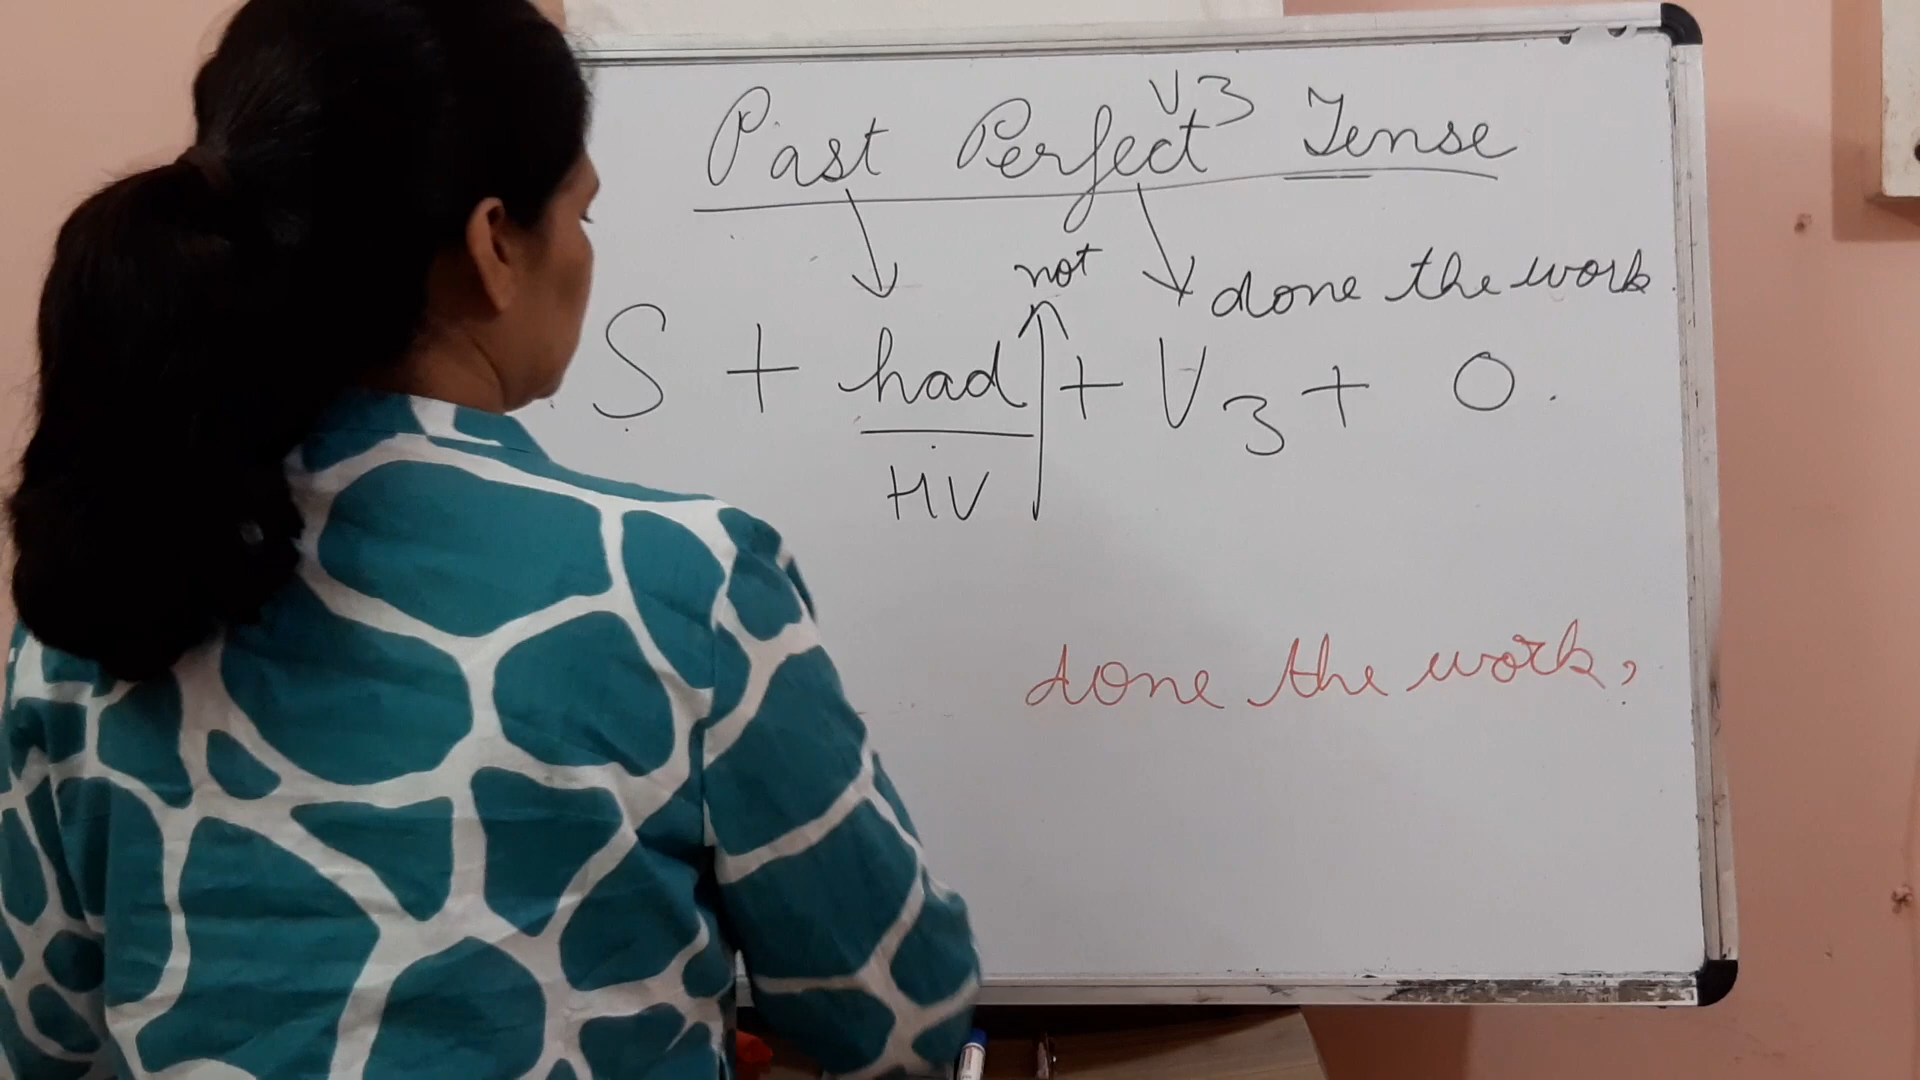 V3
Past Perfect Tense
not
done the work
S + had + V3 + O.
HV
done the work,